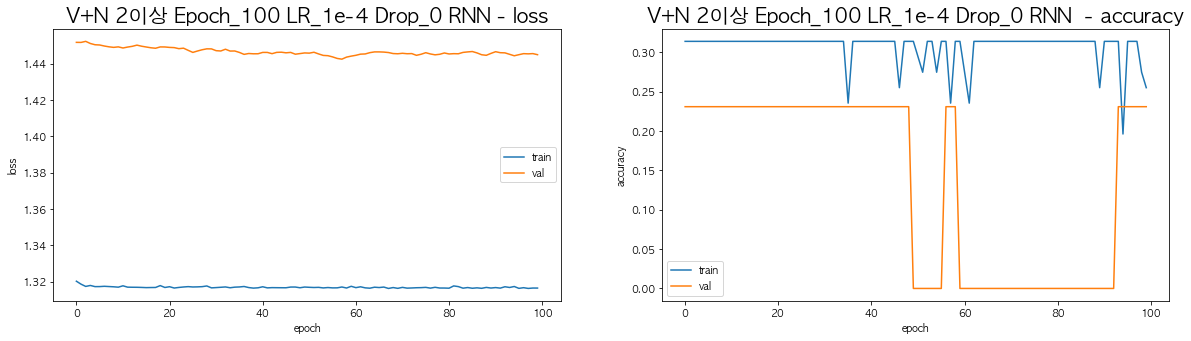 V+N 2이상 Epoch_100 LR_1e-4 Drop_0 RNN - loss
1.44
1.42
1.40
1.38
1.36
1.34
1.32
loss
train
val
0
20
40
60
80
100
epoch
V+N 2이상 Epoch_100 LR_1e-4 Drop_0 RNN - accuracy
0.30
0.25
0.20
0.15
0.10
0.05
0.00
accuracy
train
val
0
20
40
60
80
100
epoch